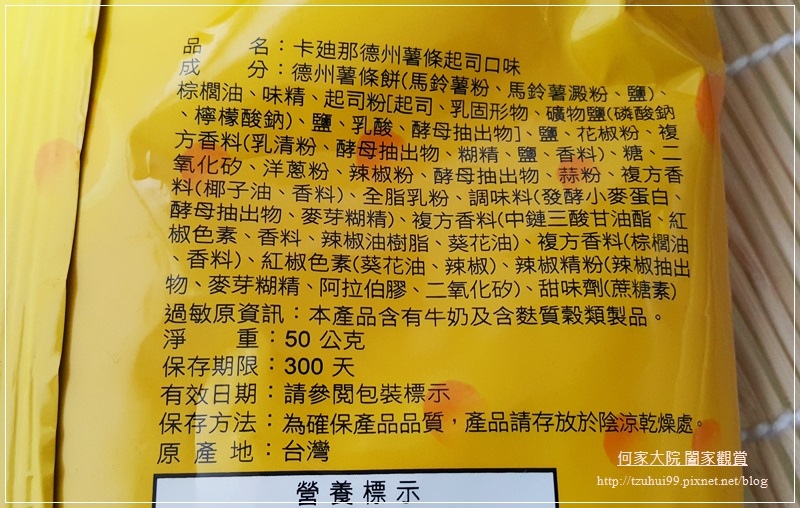 品　　　名：卡廸那德州薯條起司口味
成　　　分：德州薯條餅(馬鈴薯粉、馬鈴薯澱粉、鹽)、
棕櫚油、味精、起司粉[起司、乳固形物、礦物鹽(磷酸鈉
、檸檬酸鈉)、鹽、乳酸、酵母抽出物]、鹽、花椒粉、複
方香料(乳清粉、酵母抽出物、糊精、鹽、香料)、糖、二
氧化矽、洋蔥粉、辣椒粉、酵母抽出物、蒜粉、複方香
料(椰子油、香料)、全脂乳粉、調味料(發酵小麥蛋白、
酵母抽出物、麥芽糊精)、複方香料(中鏈三酸甘油酯、紅
椒色素、香料、辣椒油樹脂、葵花油)、複方香料(棕櫚油
、香料)、紅椒色素(葵花油、辣椒)、辣椒精粉(辣椒抽出
物、麥芽糊精、阿拉伯膠、二氧化矽)、甜味劑(蔗糖素)
過敏原資訊：本產品含有牛奶及含麩質穀類製品。
淨　　　重：50 公克
保存期限：300 天
有效日期：請參閱包裝標示
保存方法：為確保產品品質，產品請存放於陰涼乾燥處。
原 產 地：台灣
營養標示
何家大院 闔家觀賞
http://tzuhui99.pixnet.net/blog